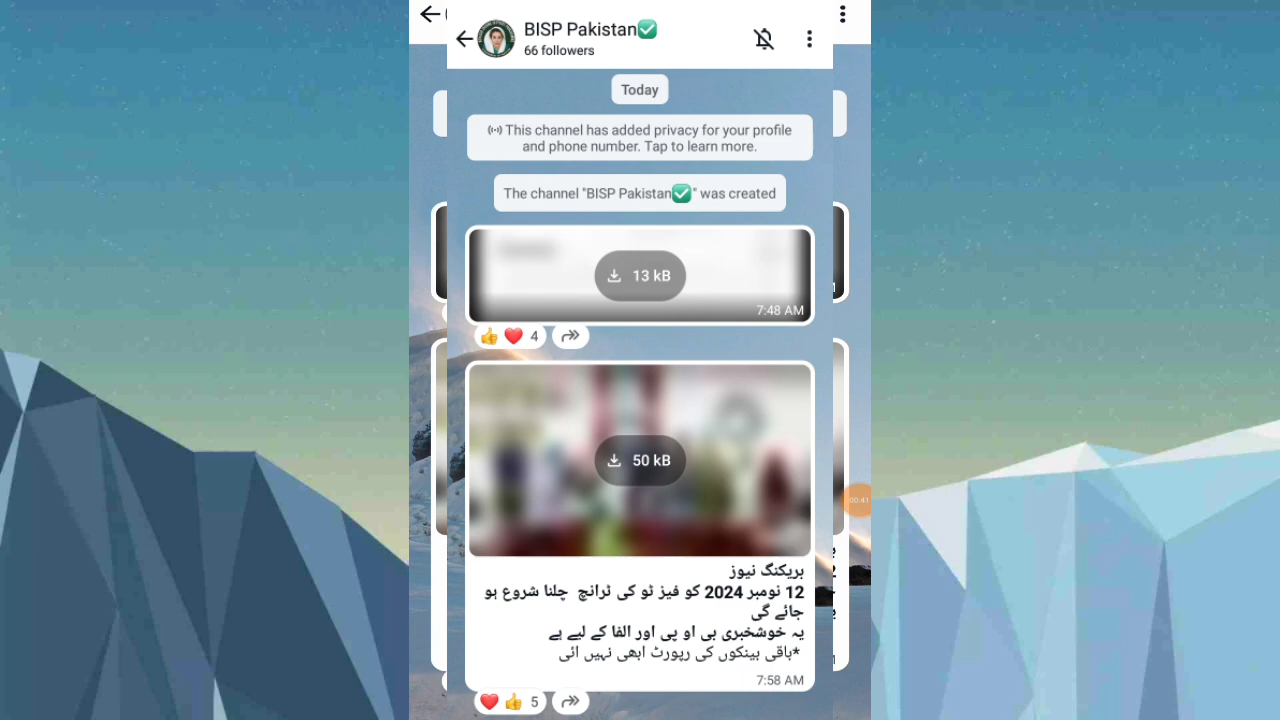 BISP Pakistan✅
66 followers
Today
This channel has added privacy for your profile
and phone number. Tap to learn more.
The channel "BISP Pakistan✅" was created
13 kB
7:48 AM
👍 ❤️ 4
50 kB
00:41
بریکنگ نیوز
12 نومبر 2024 کو فیز ٹو کی ٹرانچ چلنا شروع ہو
جائے گی
یہ خوشخبری بی او پی اور الفا کے لیے ہے
*باقی بینکوں کی رپورٹ ابھی نہیں ائی
7:58 AM
❤️ 👍 5